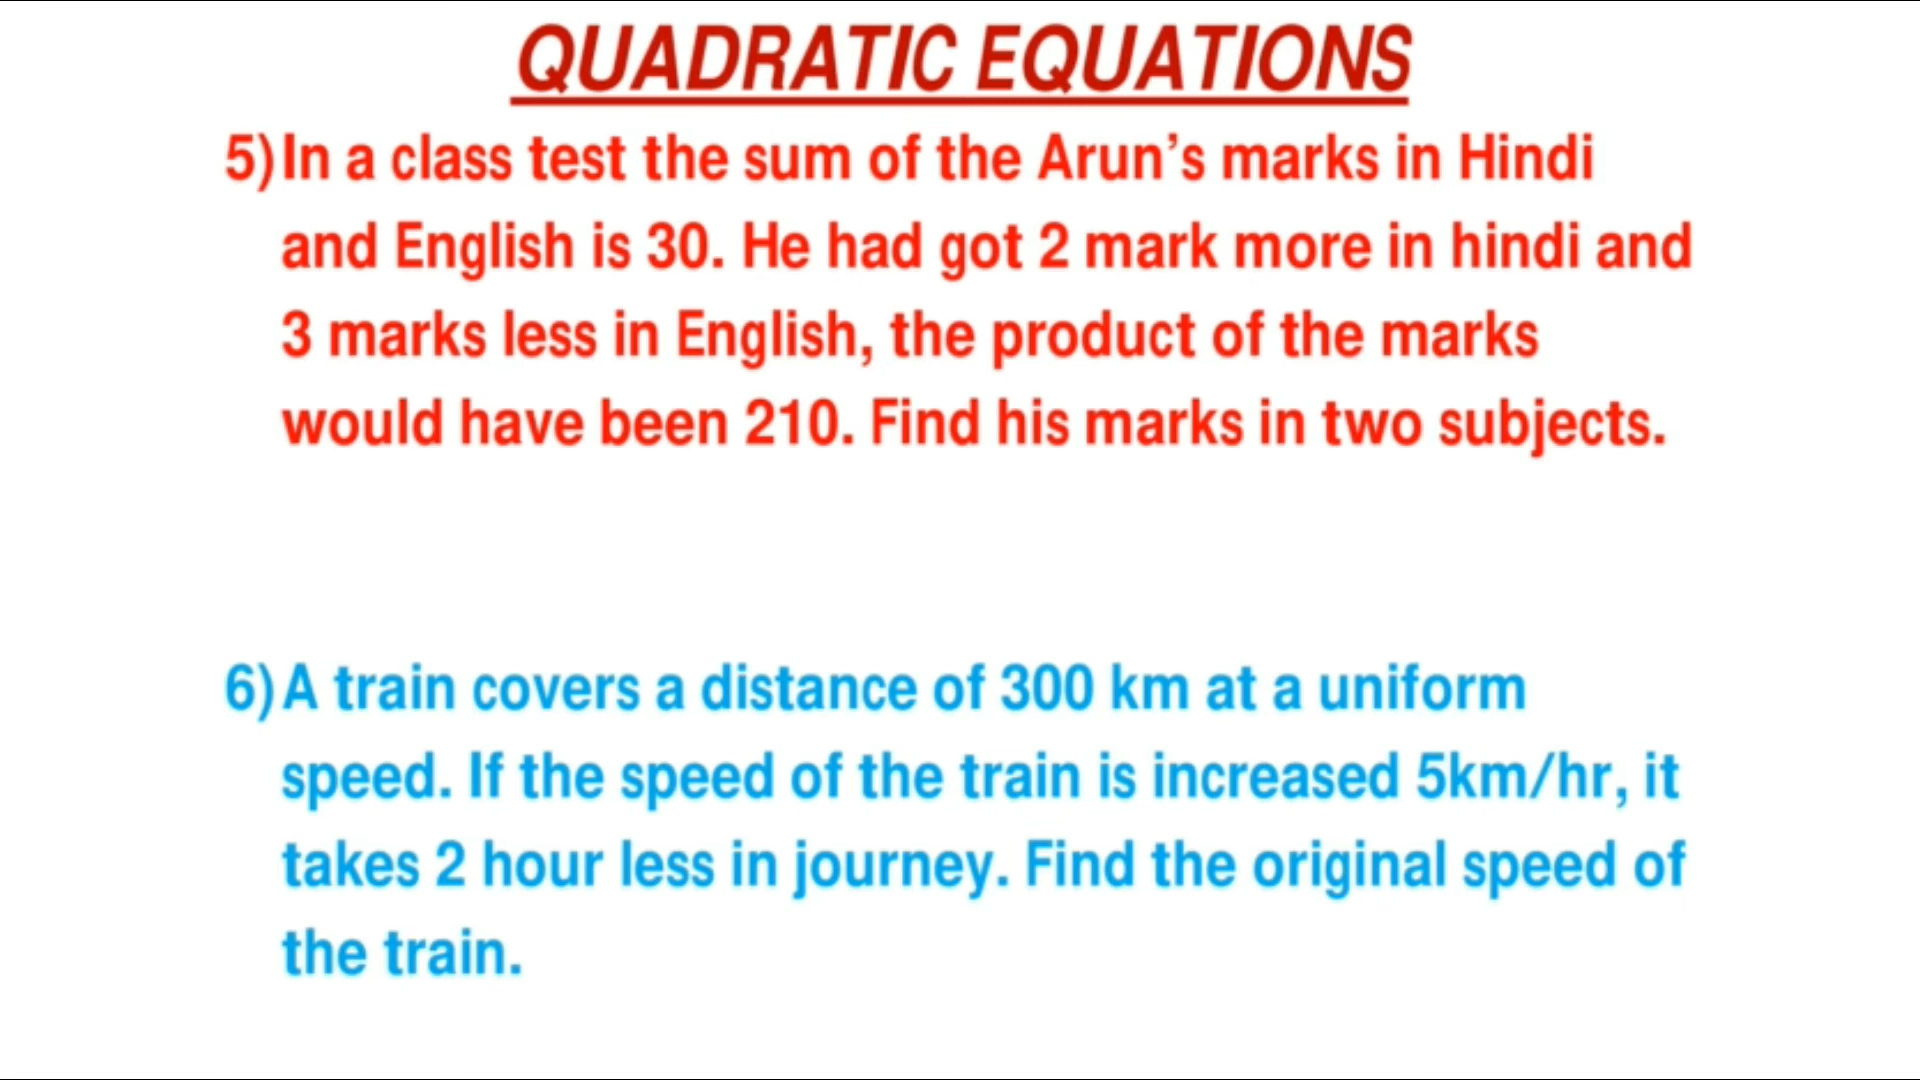 QUADRATIC EQUATIONS
5) In a class test the sum of the Arun’s marks in Hindi
and English is 30. He had got 2 mark more in hindi and
3 marks less in English, the product of the marks
would have been 210. Find his marks in two subjects.
6) A train covers a distance of 300 km at a uniform
speed. If the speed of the train is increased 5km/hr, it
takes 2 hour less in journey. Find the original speed of
the train.